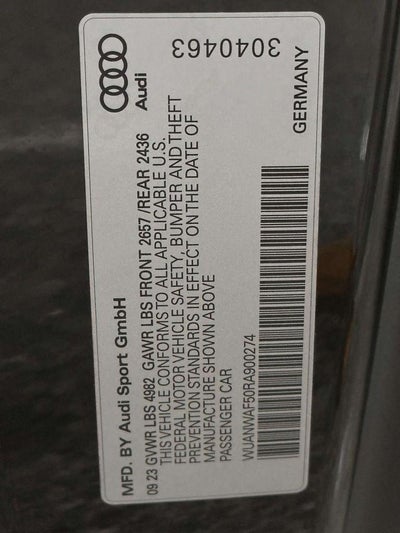 MFD. BY Audi Sport GmbH
Audi
09 23 GVWR LBS 4982 GAWR LBS FRONT 2657 /REAR 2436
THIS VEHICLE CONFORMS TO ALL APPLICABLE U.S.
FEDERAL MOTOR VEHICLE SAFETY, BUMPER AND THEFT
PREVENTION STANDARDS IN EFFECT ON THE DATE OF
MANUFACTURE SHOWN ABOVE
PASSENGER CAR
WUANWAF50RA900274
GERMANY
3040463